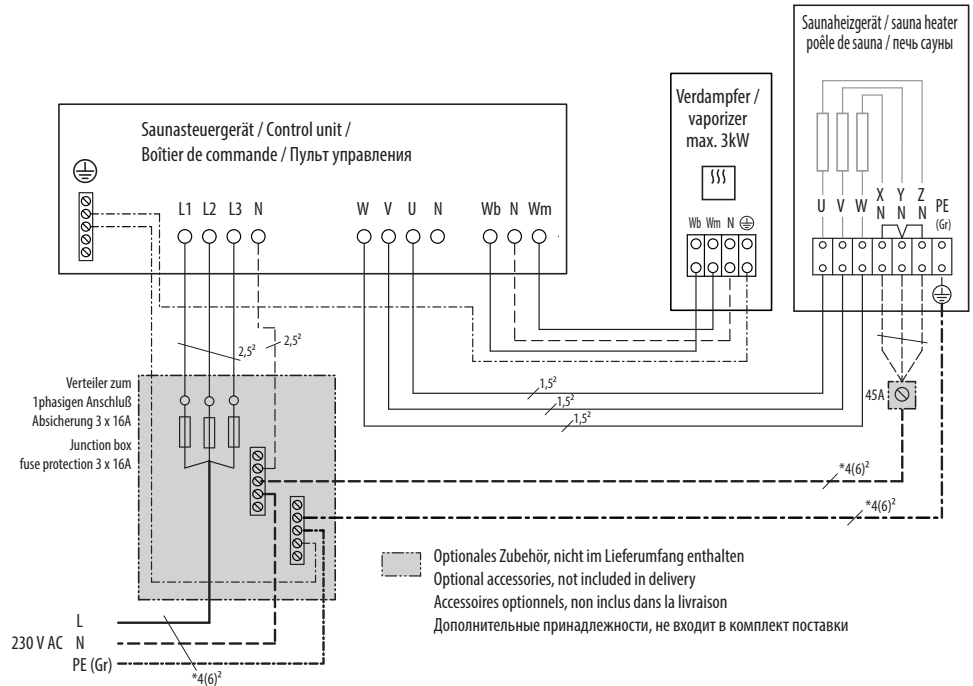 Saunaheizgerät / sauna heater
poêle de sauna / печь сауны
Verdampfer /
vaporizer
max. 3kW
Saunasteuergerät / Control unit /
Boîtier de commande / Пульт управления
L1 L2 L3 N W V U N Wb N Wm
Wb Wm N
U V W X N Y N Z N PE
(Gr)
2,5²
2,5²
Verteiler zum
1phasigen Anschluß
Absicherung 3 x 16A
Junction box
fuse protection 3 x 16A
1,5²
1,5²
1,5²
45A
*4(6)²
*4(6)²
Optionales Zubehör, nicht im Lieferumfang enthalten
Optional accessories, not included in delivery
Accessoires optionnels, non inclus dans la livraison
Дополнительные принадлежности, не входит в комплект поставки
L
230 V AC N
PE (Gr)
*4(6)²